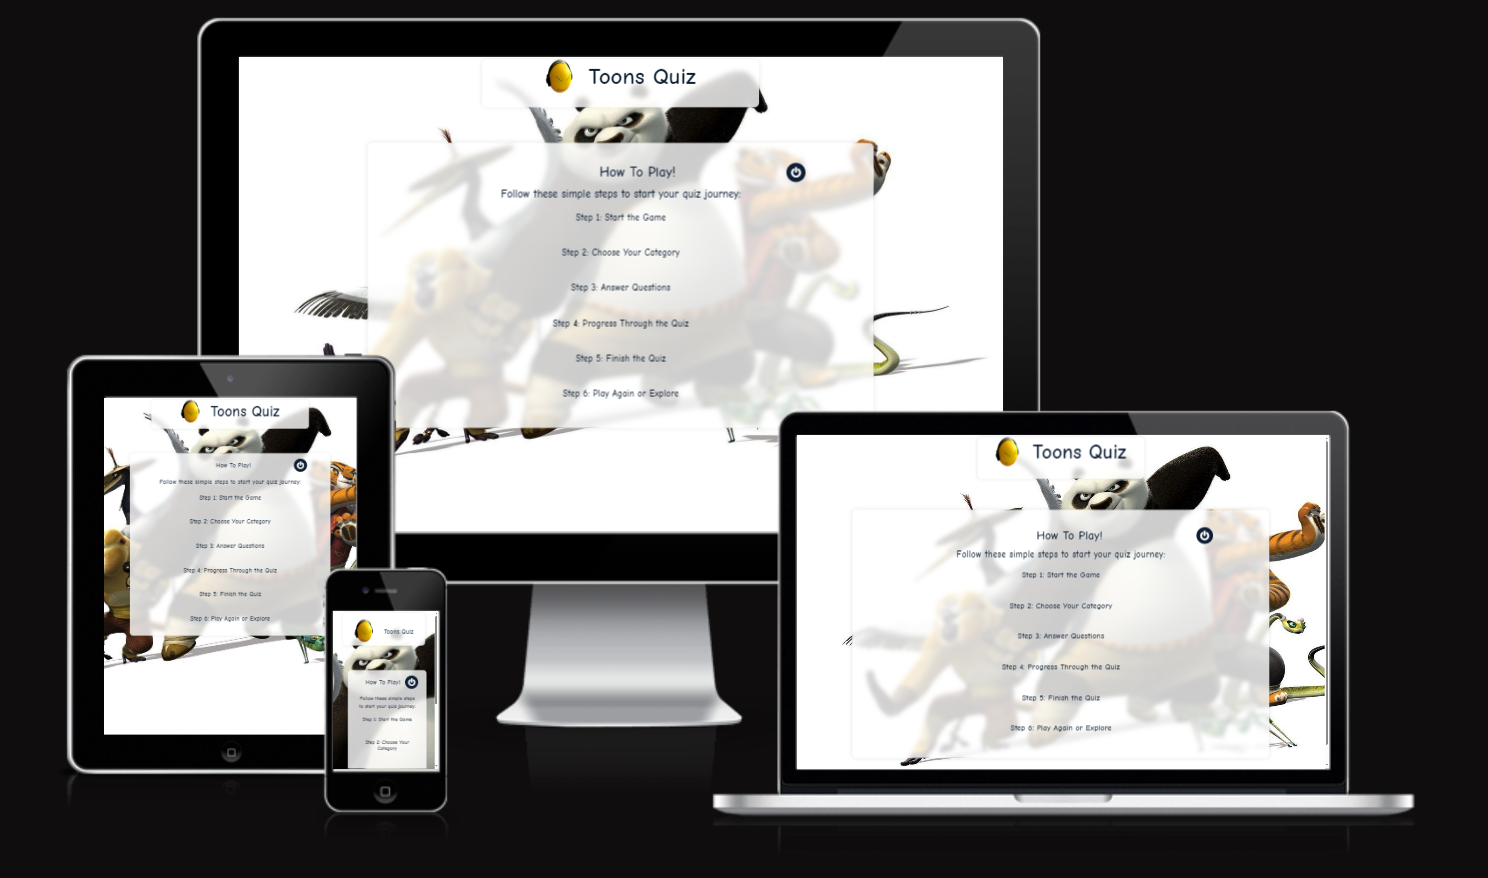 Toons Quiz
How To Play!
Follow these simple steps to start your quiz journey:
Step 1: Start the Game
Step 2: Choose Your Category
Step 3: Answer Questions
Step 4: Progress Through the Quiz
Step 5: Finish the Quiz
Step 6: Play Again or Explore
Toons Quiz
How To Play!
Follow these simple steps to start your quiz journey:
Step 1: Start the Game
Step 2: Choose Your Category
Step 3: Answer Questions
Step 4: Progress Through the Quiz
Step 5: Finish the Quiz
Step 6: Play Again or Explore
Toons Quiz
How To Play!
Follow these simple steps
to start your quiz journey:
Step 1: Start the Game
Step 2: Choose Your
Category
Toons Quiz
How To Play!
Follow these simple steps to start your quiz journey:
Step 1: Start the Game
Step 2: Choose Your Category
Step 3: Answer Questions
Step 4: Progress Through the Quiz
Step 5: Finish the Quiz
Step 6: Play Again or Explore